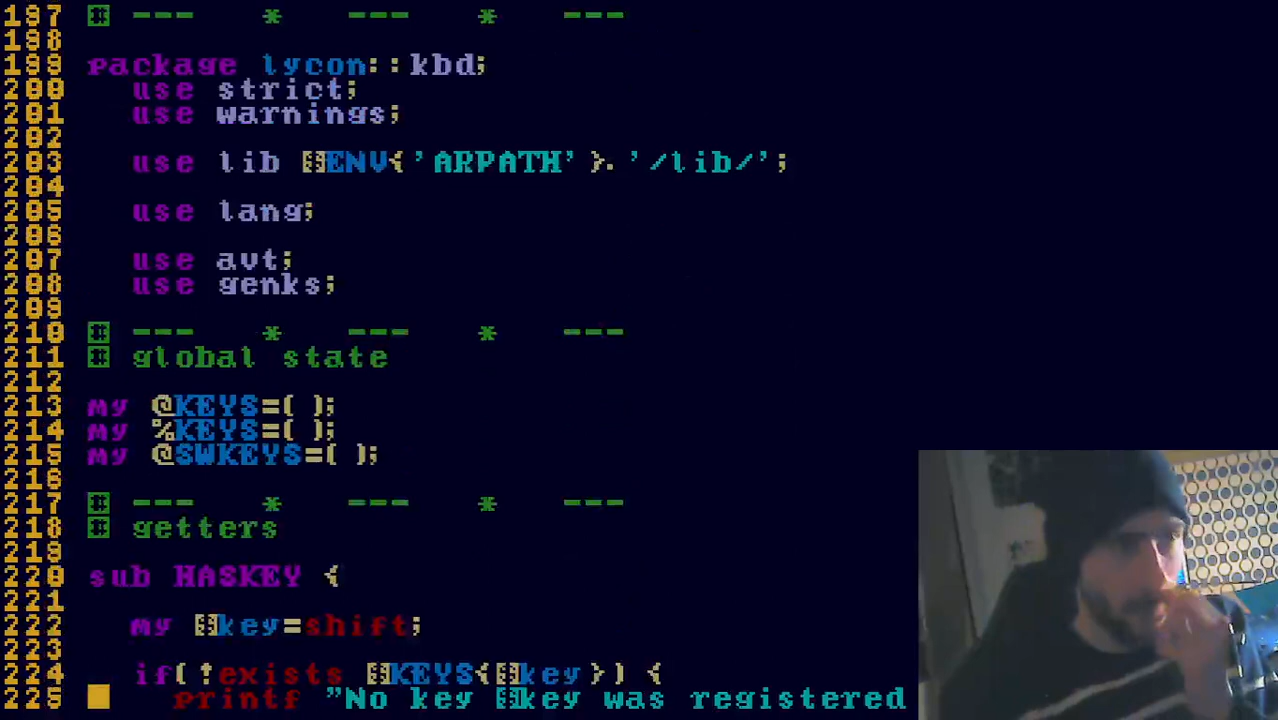 197 # ---   *   ---   *   ---
198
199 package lycon::kbd;
200   use strict;
201   use warnings;
202
203   use lib $ENV{'ARPATH'}.'/lib/';
204
205   use lang;
206
207   use avt;
208   use genks;
209
210 # ---   *   ---   *   ---
211 # global state
212
213 my @KEYS=( );
214 my %KEYS=( );
215 my @SWKEYS=( );
216
217 # ---   *   ---   *   ---
218 # getters
219
220 sub HASKEY {
221
222   my $key=shift;
223
224   if(!exists $KEYS{$key}) {
225     printf "No key $key was registered